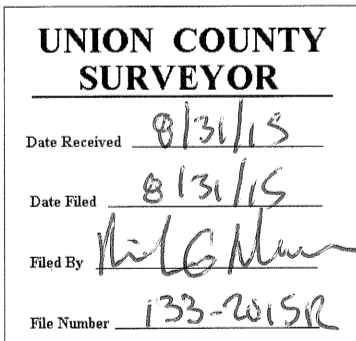 UNION COUNTY
SURVEYOR
Date Received 8/31/15
Date Filed 8/31/15
Filed By
File Number 133-2015R